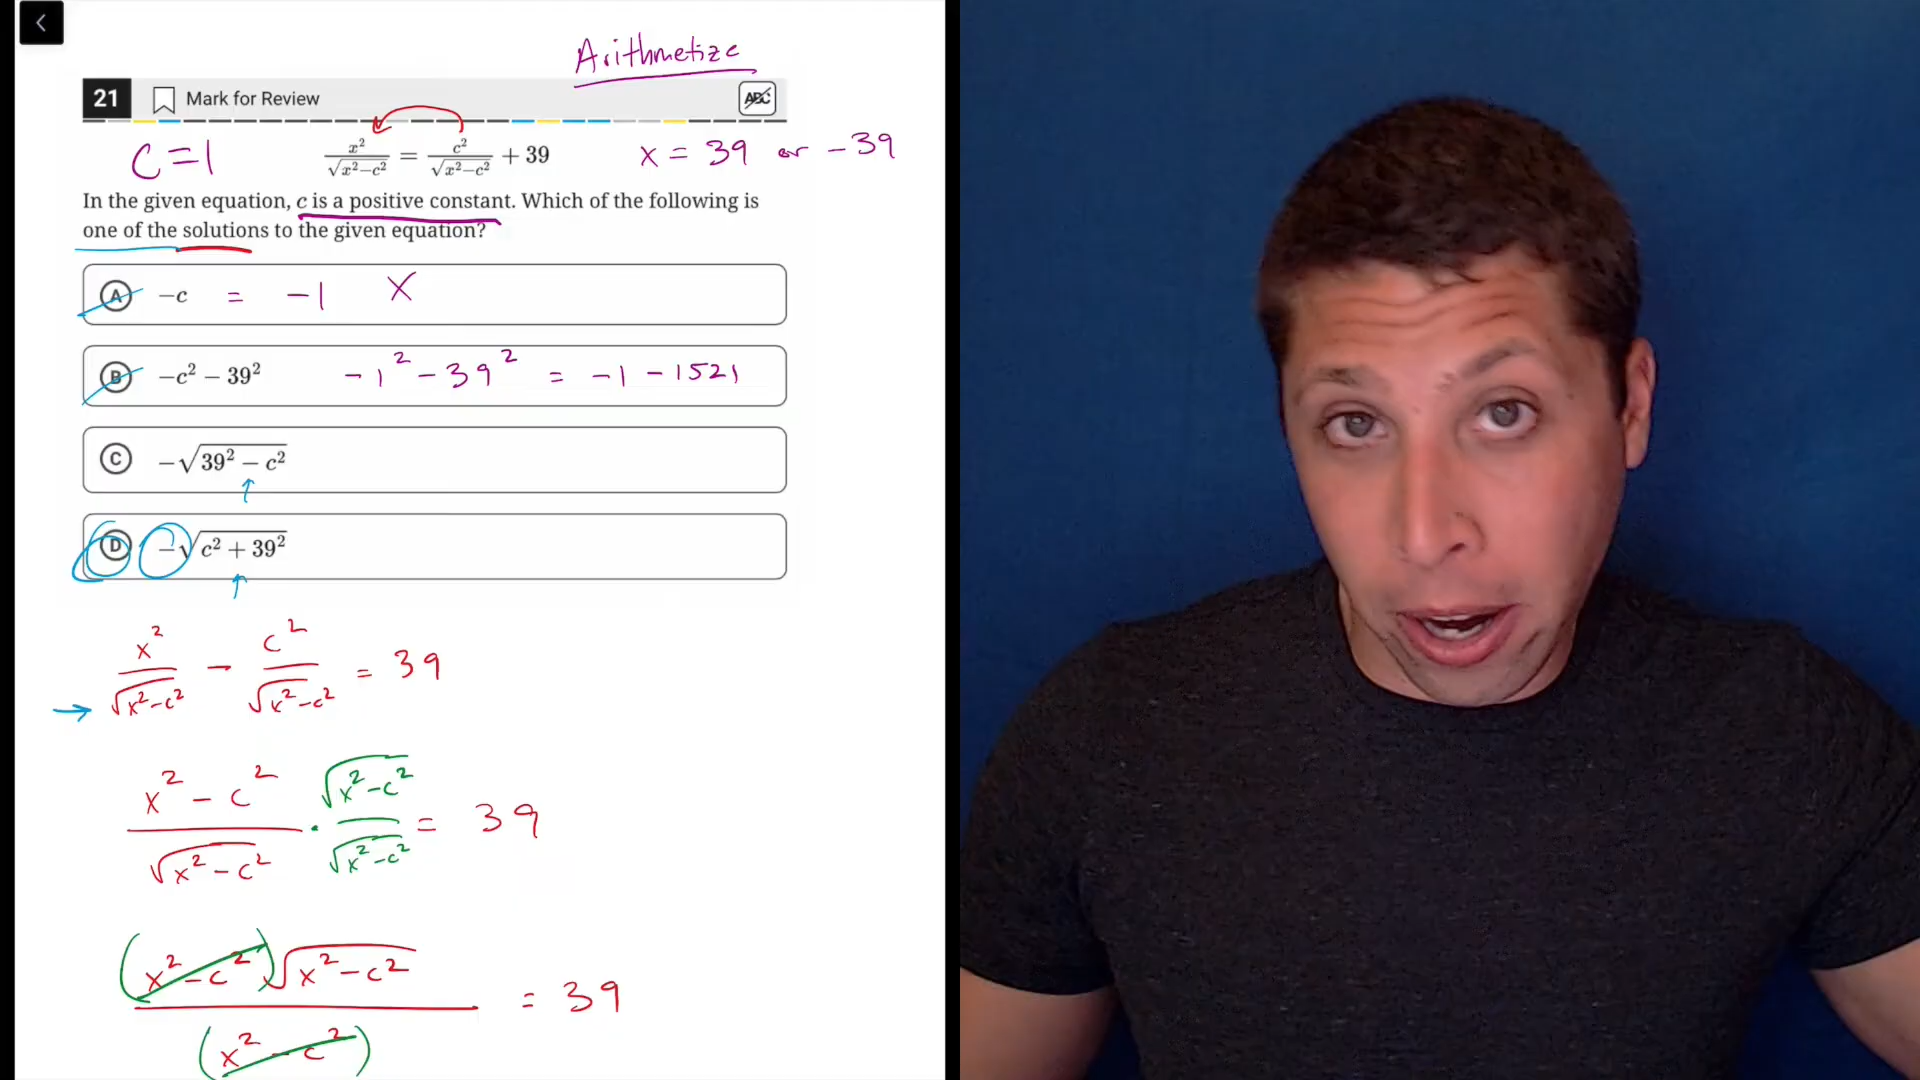 Arithmetize
21 Mark for Review ABC
C = 1 x²/√(x²−c²) = c²/√(x²−c²) + 39 x = 39 or −39
In the given equation, c is a positive constant. Which of the following is
one of the solutions to the given equation?
A −c = −1 X
B −c² − 39² −1² − 39² = −1 − 1521
C −√(39² − c²)
↑
D −√(c² + 39²)
↑
x²/√(x²−c²) − c²/√(x²−c²) = 39
→
(x² − c²)/√(x² − c²) · √(x²−c²)/√(x²−c²) = 39
(x² − c²)√(x² − c²)/(x² − c²) = 39